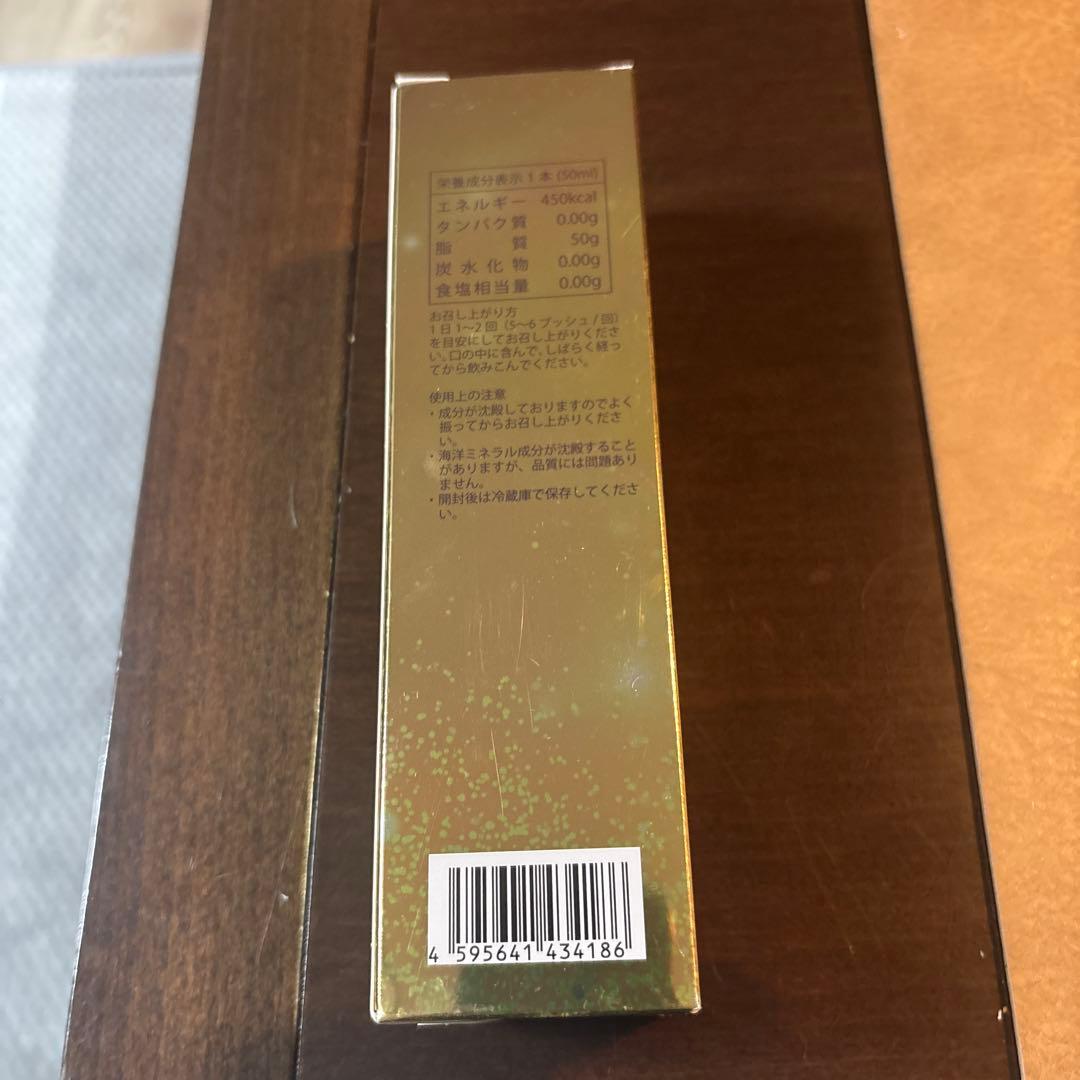 栄養成分表示1本(50ml)
エネルギー 450kcal
タンパク質 0.00g
脂質 50g
炭水化物 0.00g
食塩相当量 0.00g
お召し上がり方
1日1〜2回（5〜6プッシュ/回）
を目安にしてお召し上がりくださ
い。口の中に含んで、しばらく経っ
てから飲みこんでください。
使用上の注意
・成分が沈殿しておりますのでよく
振ってからお召し上がりくださ
い。
・海洋ミネラル成分が沈殿すること
がありますが、品質には問題あり
ません。
・開封後は冷蔵庫で保存してくださ
い。
4 595641 434186